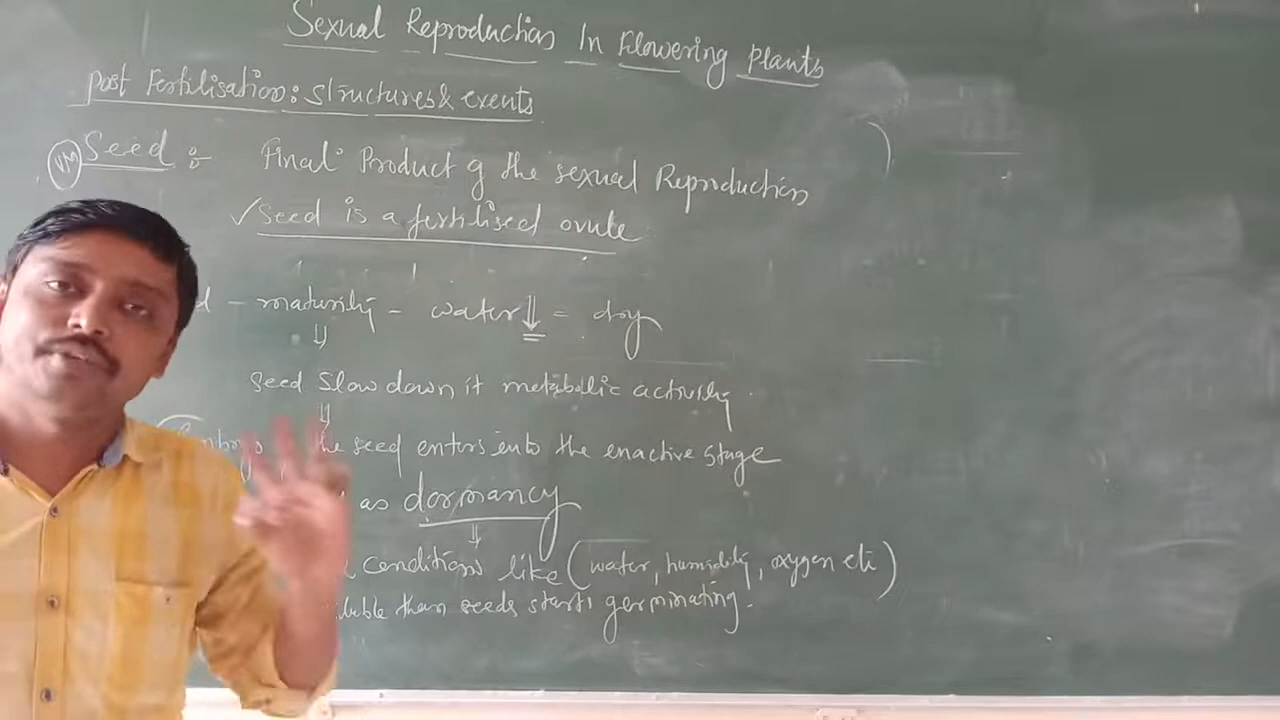 Sexual Reproduction In Flowering Plants
Post Fertilisation: Structures & events
Seed :- Final Product of the sexual Reproduction
✓ Seed is a fertilised ovule
- maturity - water ⇓ = dry
⇓
Seed Slow down it metabolic activity
⇓
the seed enters into the enactive stage
as dormancy
⇓
conditions like (water, humidity, oxygen etc)
than seeds starts germinating.